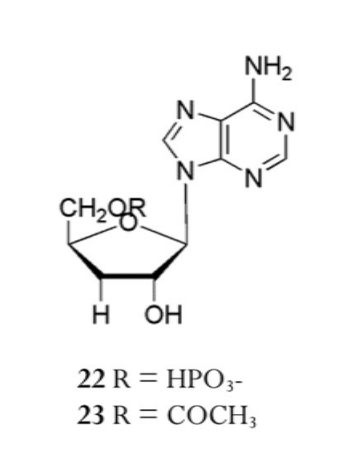 NH₂
N
N
N
N
CH₂OR
O
H
OH
22 R = HPO₃-
23 R = COCH₃